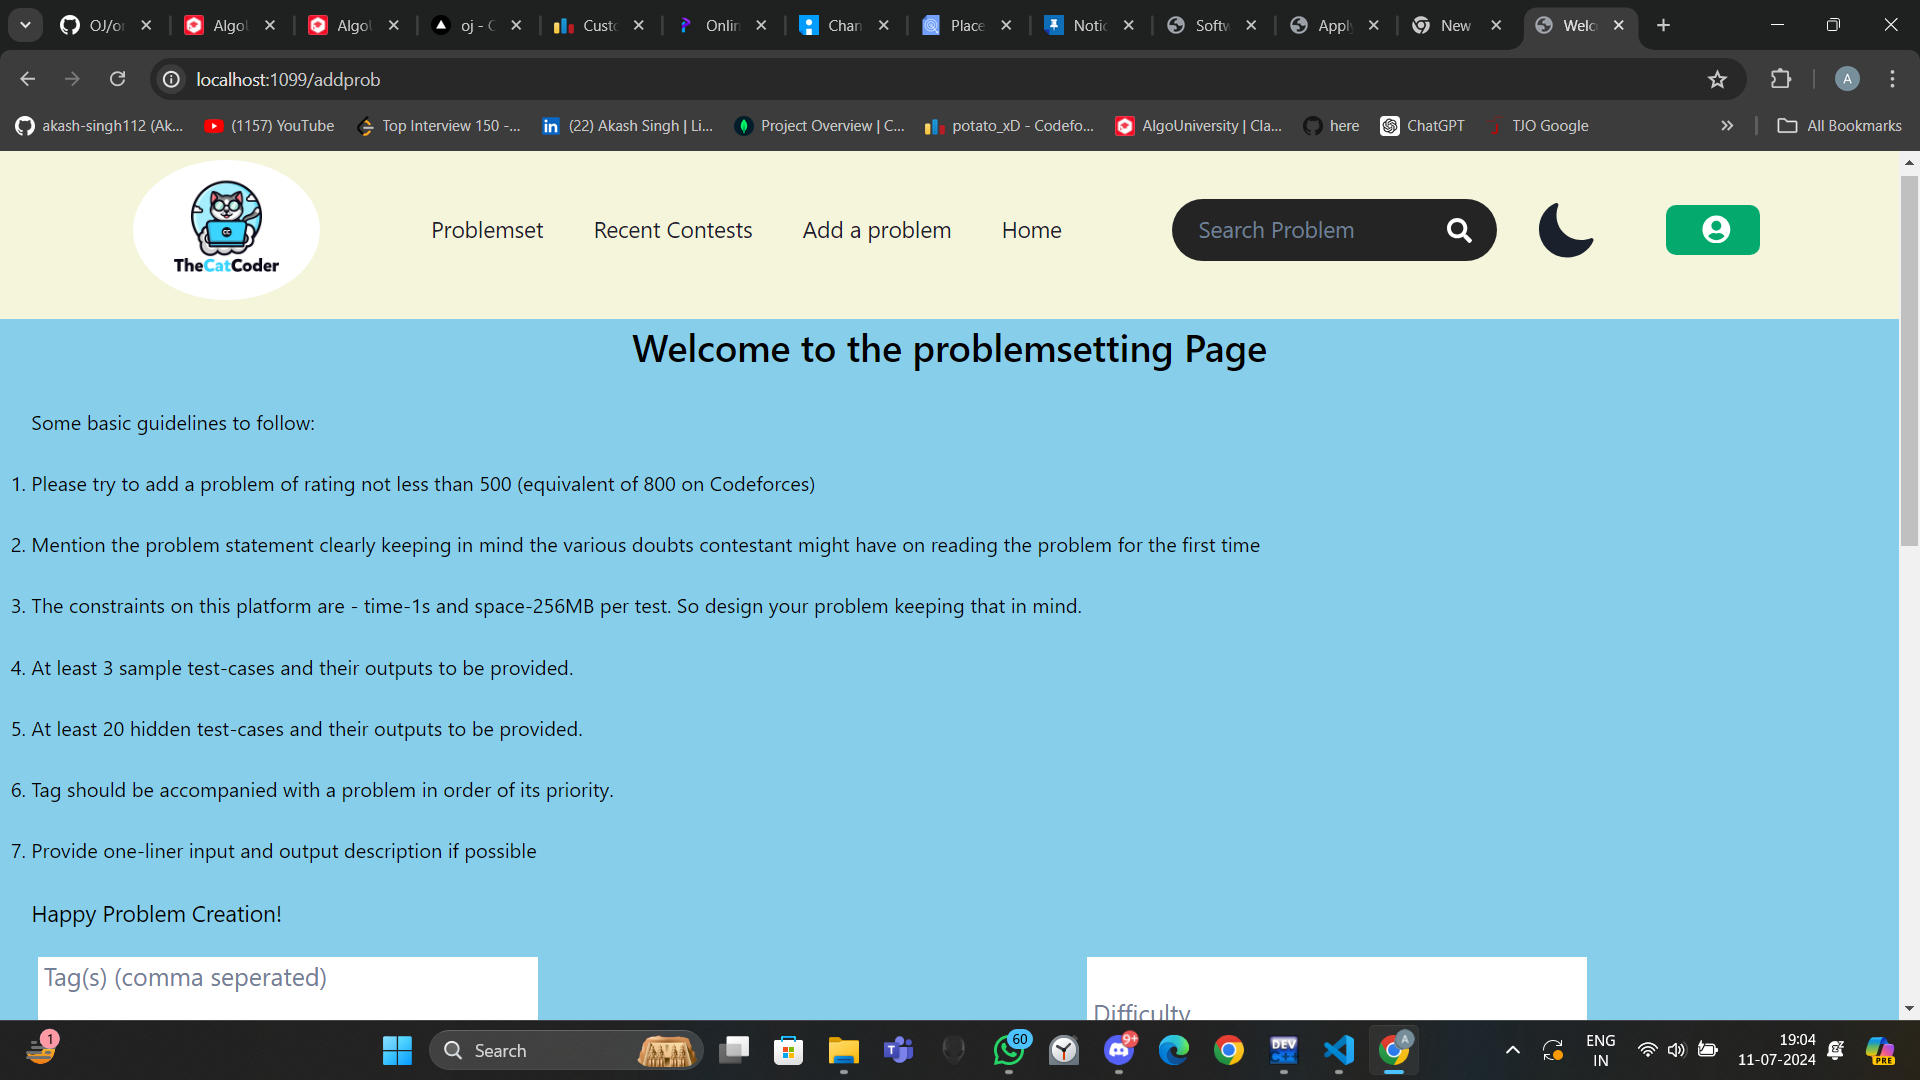 OJ/or
Algol
Algol
oj - C
Custo
Onlin
Chan
Place
Notic
Softw
Apply
New
Welc
localhost:1099/addprob
A
akash-singh112 (Ak...
(1157) YouTube
Top Interview 150 -...
(22) Akash Singh | Li...
Project Overview | C...
potato_xD - Codefo...
AlgoUniversity | Cla...
here
ChatGPT
TJO Google
All Bookmarks
TheCatCoder
Problemset
Recent Contests
Add a problem
Home
Search Problem
Welcome to the problemsetting Page
Some basic guidelines to follow:
1. Please try to add a problem of rating not less than 500 (equivalent of 800 on Codeforces)
2. Mention the problem statement clearly keeping in mind the various doubts contestant might have on reading the problem for the first time
3. The constraints on this platform are - time-1s and space-256MB per test. So design your problem keeping that in mind.
4. At least 3 sample test-cases and their outputs to be provided.
5. At least 20 hidden test-cases and their outputs to be provided.
6. Tag should be accompanied with a problem in order of its priority.
7. Provide one-liner input and output description if possible
Happy Problem Creation!
Tag(s) (comma seperated)
Difficulty
1
Search
60
9+
DEV
C++
A
ENG
IN
19:04
11-07-2024
PRE